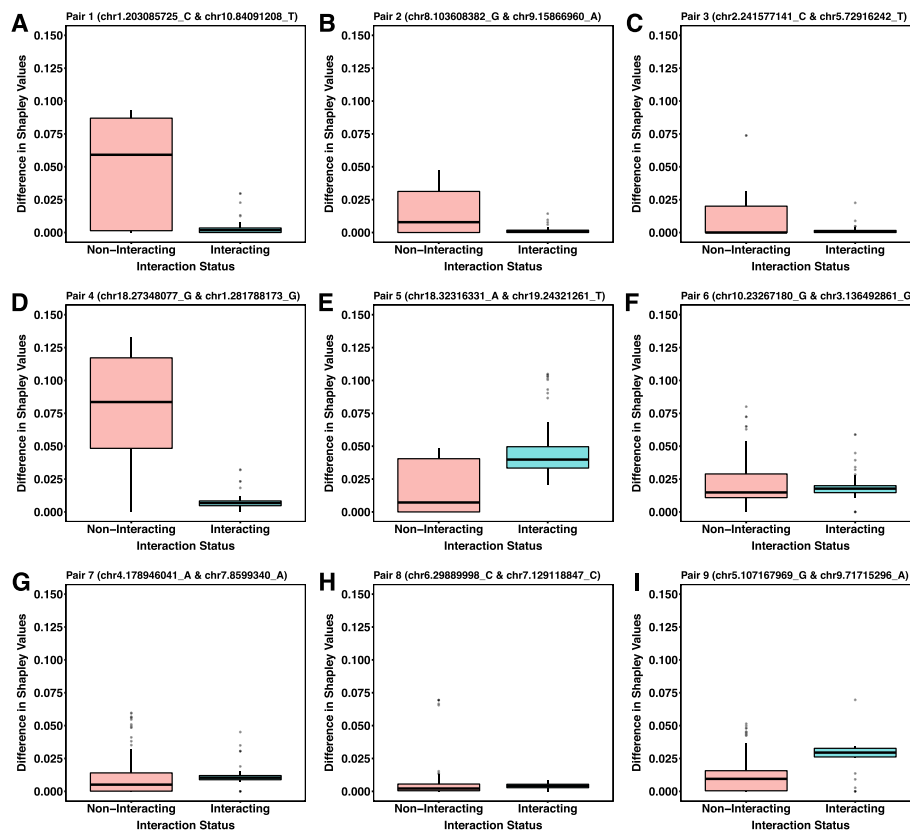 A
Pair 1 (chr1.203085725_C & chr10.84091208_T)
Difference in Shapley Values
0.150
0.125
0.100
0.075
0.050
0.025
0.000
Non−Interacting Interacting
Interaction Status
B
Pair 2 (chr8.103608382_G & chr9.15866960_A)
Difference in Shapley Values
0.150
0.125
0.100
0.075
0.050
0.025
0.000
Non−Interacting Interacting
Interaction Status
C
Pair 3 (chr2.241577141_C & chr5.72916242_T)
Difference in Shapley Values
0.150
0.125
0.100
0.075
0.050
0.025
0.000
Non−Interacting Interacting
Interaction Status
D
Pair 4 (chr18.27348077_G & chr1.281788173_G)
Difference in Shapley Values
0.150
0.125
0.100
0.075
0.050
0.025
0.000
Non−Interacting Interacting
Interaction Status
E
Pair 5 (chr18.32316331_A & chr19.24321261_T)
Difference in Shapley Values
0.150
0.125
0.100
0.075
0.050
0.025
0.000
Non−Interacting Interacting
Interaction Status
F
Pair 6 (chr10.23267180_G & chr3.136492861_G
Difference in Shapley Values
0.150
0.125
0.100
0.075
0.050
0.025
0.000
Non−Interacting Interacting
Interaction Status
G
Pair 7 (chr4.178946041_A & chr7.8599340_A)
Difference in Shapley Values
0.150
0.125
0.100
0.075
0.050
0.025
0.000
Non−Interacting Interacting
Interaction Status
H
Pair 8 (chr6.29889998_C & chr7.129118847_C)
Difference in Shapley Values
0.150
0.125
0.100
0.075
0.050
0.025
0.000
Non−Interacting Interacting
Interaction Status
I
Pair 9 (chr5.107167969_G & chr9.71715296_A)
Difference in Shapley Values
0.150
0.125
0.100
0.075
0.050
0.025
0.000
Non−Interacting Interacting
Interaction Status